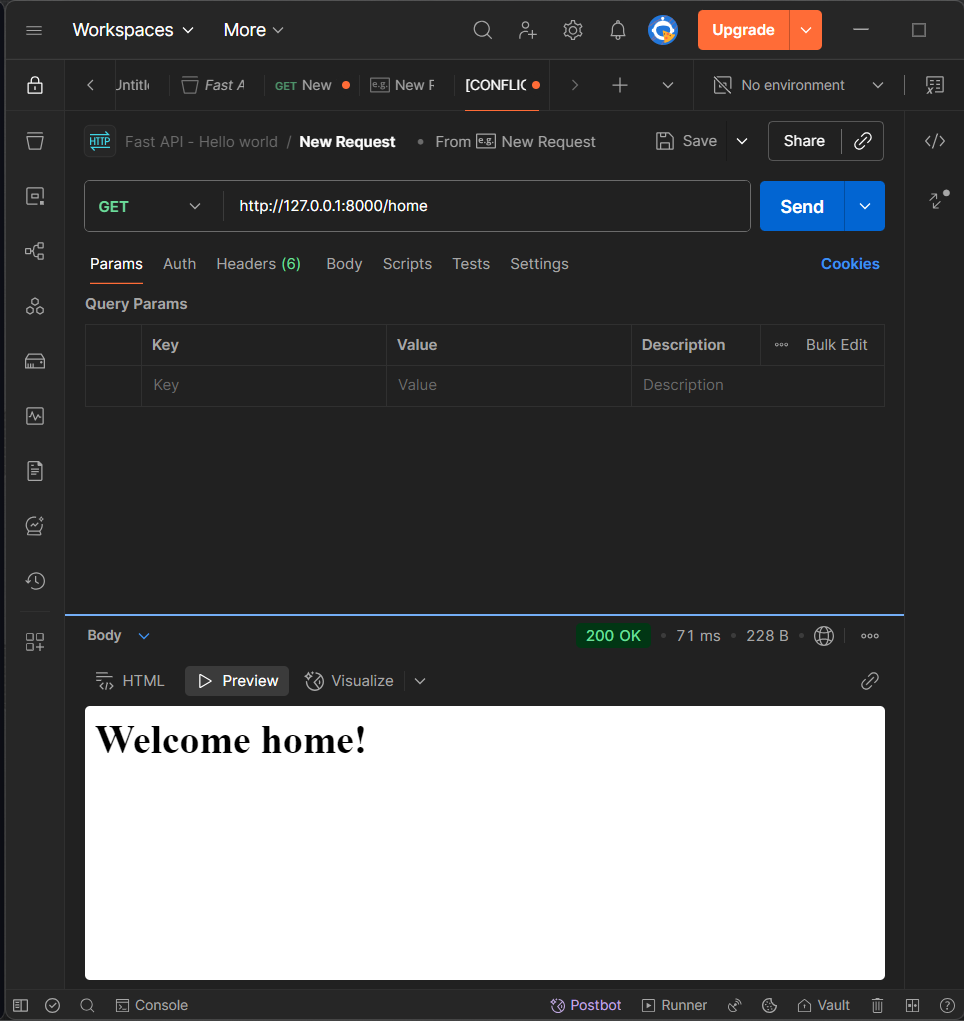 Workspaces More Upgrade
Untitle Fast A GET New e.g. New R [CONFLIC No environment
HTTP Fast API - Hello world / New Request • From e.g. New Request Save Share
GET http://127.0.0.1:8000/home Send
Params Auth Headers (6) Body Scripts Tests Settings Cookies
Query Params
Key Value Description Bulk Edit
Key Value Description
Body 200 OK • 71 ms • 228 B
HTML Preview Visualize
Welcome home!
Console Postbot Runner Vault